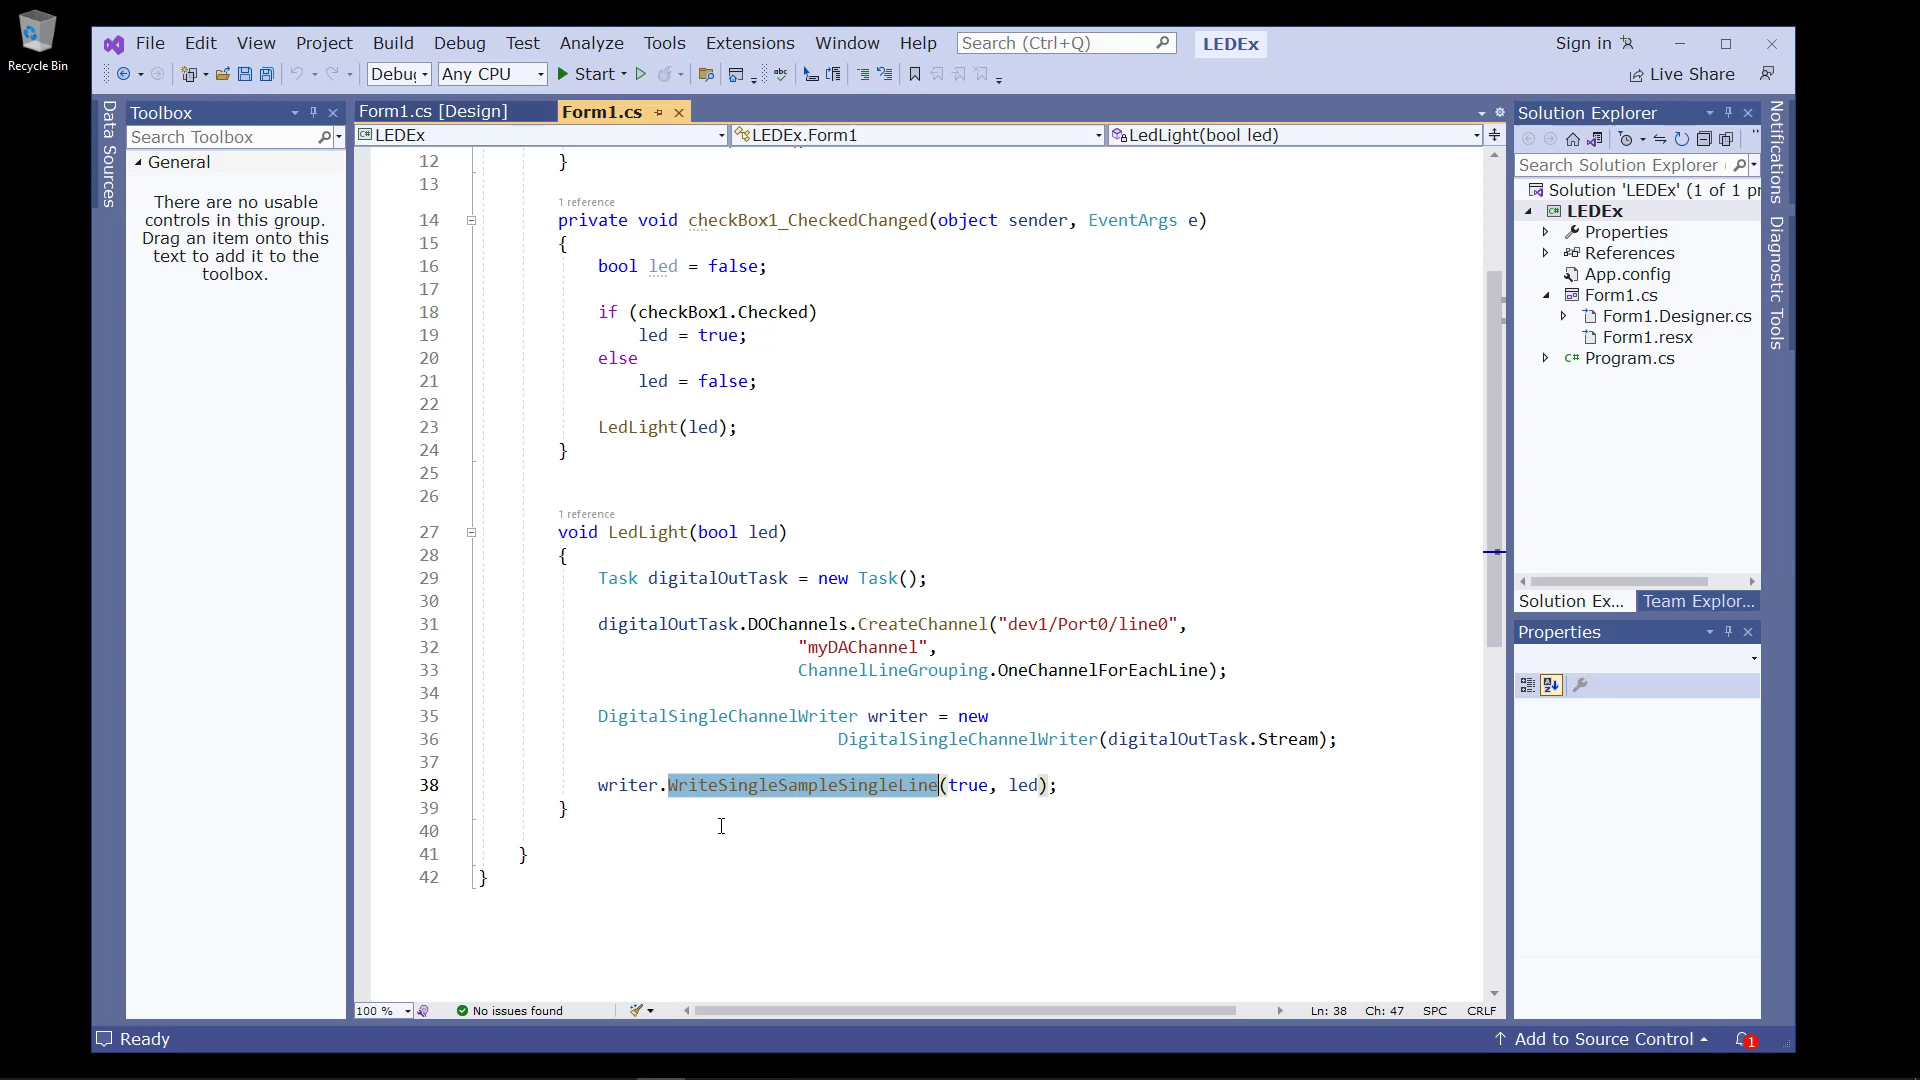 Recycle Bin
File Edit View Project Build Debug Test Analyze Tools Extensions Window Help Search (Ctrl+Q) LEDEx Sign in
Debug Any CPU Start Live Share
Data Sources
Toolbox
Search Toolbox
General
There are no usable
controls in this group.
Drag an item onto this
text to add it to the
toolbox.
Form1.cs [Design] Form1.cs
LEDEx LEDEx.Form1 LedLight(bool led)
12 }
13
1 reference
14 private void checkBox1_CheckedChanged(object sender, EventArgs e)
15 {
16 bool led = false;
17
18 if (checkBox1.Checked)
19 led = true;
20 else
21 led = false;
22
23 LedLight(led);
24 }
25
26
1 reference
27 void LedLight(bool led)
28 {
29 Task digitalOutTask = new Task();
30
31 digitalOutTask.DOChannels.CreateChannel("dev1/Port0/line0",
32 "myDAChannel",
33 ChannelLineGrouping.OneChannelForEachLine);
34
35 DigitalSingleChannelWriter writer = new
36 DigitalSingleChannelWriter(digitalOutTask.Stream);
37
38 writer.WriteSingleSampleSingleLine(true, led);
39 }
40
41 }
42 }
100 % No issues found Ln: 38 Ch: 47 SPC CRLF
Solution Explorer
Search Solution Explorer
Solution 'LEDEx' (1 of 1 pr
LEDEx
Properties
References
App.config
Form1.cs
Form1.Designer.cs
Form1.resx
Program.cs
Solution Ex... Team Explor...
Properties
Notifications
Diagnostic Tools
Ready Add to Source Control 1